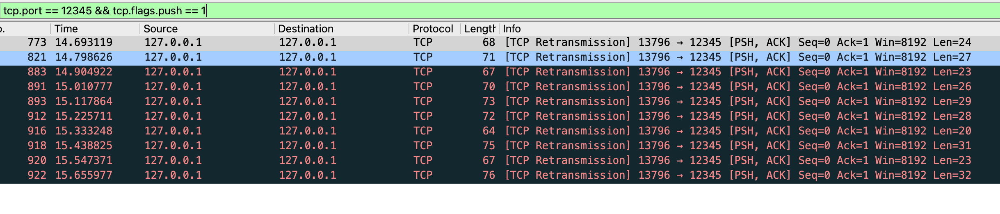 tcp.port == 12345 && tcp.flags.push == 1
o. Time Source Destination Protocol Length Info
773 14.693119 127.0.0.1 127.0.0.1 TCP 68 [TCP Retransmission] 13796 → 12345 [PSH, ACK] Seq=0 Ack=1 Win=8192 Len=24
821 14.798626 127.0.0.1 127.0.0.1 TCP 71 [TCP Retransmission] 13796 → 12345 [PSH, ACK] Seq=0 Ack=1 Win=8192 Len=27
883 14.904922 127.0.0.1 127.0.0.1 TCP 67 [TCP Retransmission] 13796 → 12345 [PSH, ACK] Seq=0 Ack=1 Win=8192 Len=23
891 15.010777 127.0.0.1 127.0.0.1 TCP 70 [TCP Retransmission] 13796 → 12345 [PSH, ACK] Seq=0 Ack=1 Win=8192 Len=26
893 15.117864 127.0.0.1 127.0.0.1 TCP 73 [TCP Retransmission] 13796 → 12345 [PSH, ACK] Seq=0 Ack=1 Win=8192 Len=29
912 15.225711 127.0.0.1 127.0.0.1 TCP 72 [TCP Retransmission] 13796 → 12345 [PSH, ACK] Seq=0 Ack=1 Win=8192 Len=28
916 15.333248 127.0.0.1 127.0.0.1 TCP 64 [TCP Retransmission] 13796 → 12345 [PSH, ACK] Seq=0 Ack=1 Win=8192 Len=20
918 15.438825 127.0.0.1 127.0.0.1 TCP 75 [TCP Retransmission] 13796 → 12345 [PSH, ACK] Seq=0 Ack=1 Win=8192 Len=31
920 15.547371 127.0.0.1 127.0.0.1 TCP 67 [TCP Retransmission] 13796 → 12345 [PSH, ACK] Seq=0 Ack=1 Win=8192 Len=23
922 15.655977 127.0.0.1 127.0.0.1 TCP 76 [TCP Retransmission] 13796 → 12345 [PSH, ACK] Seq=0 Ack=1 Win=8192 Len=32